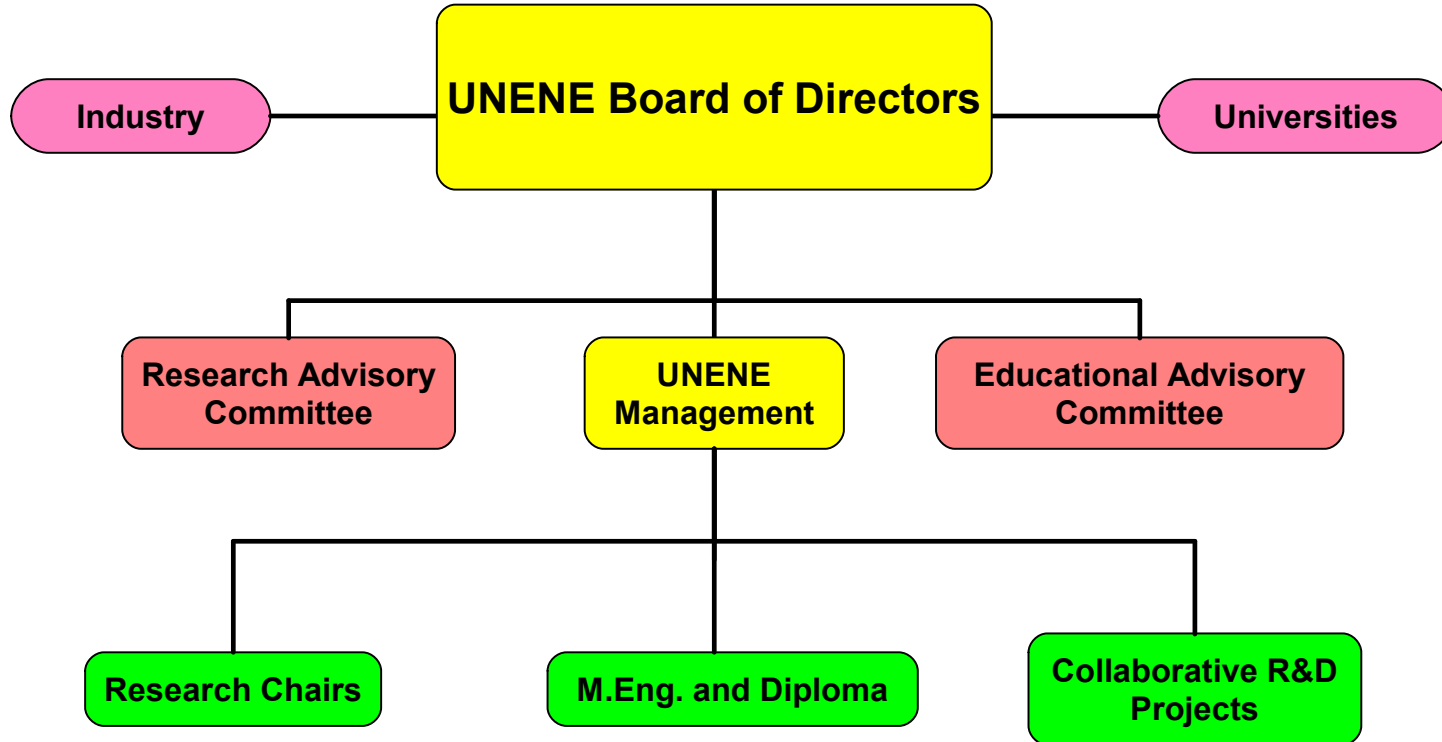 UNENE Board of Directors
Industry
Universities
Research Advisory
Committee
UNENE
Management
Educational Advisory
Committee
Research Chairs
M.Eng. and Diploma
Collaborative R&D
Projects